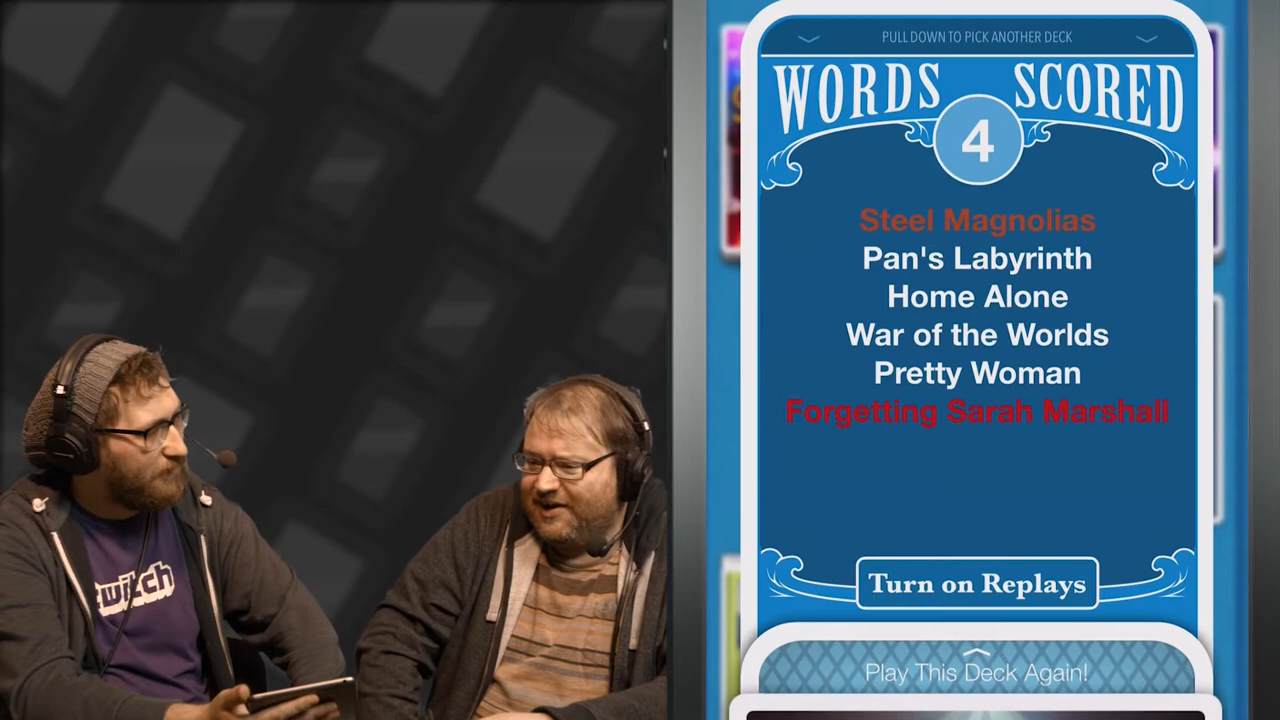 PULL DOWN TO PICK ANOTHER DECK
WORDS SCORED
4
Steel Magnolias
Pan's Labyrinth
Home Alone
War of the Worlds
Pretty Woman
Forgetting Sarah Marshall
Turn on Replays
Play This Deck Again!
twitch